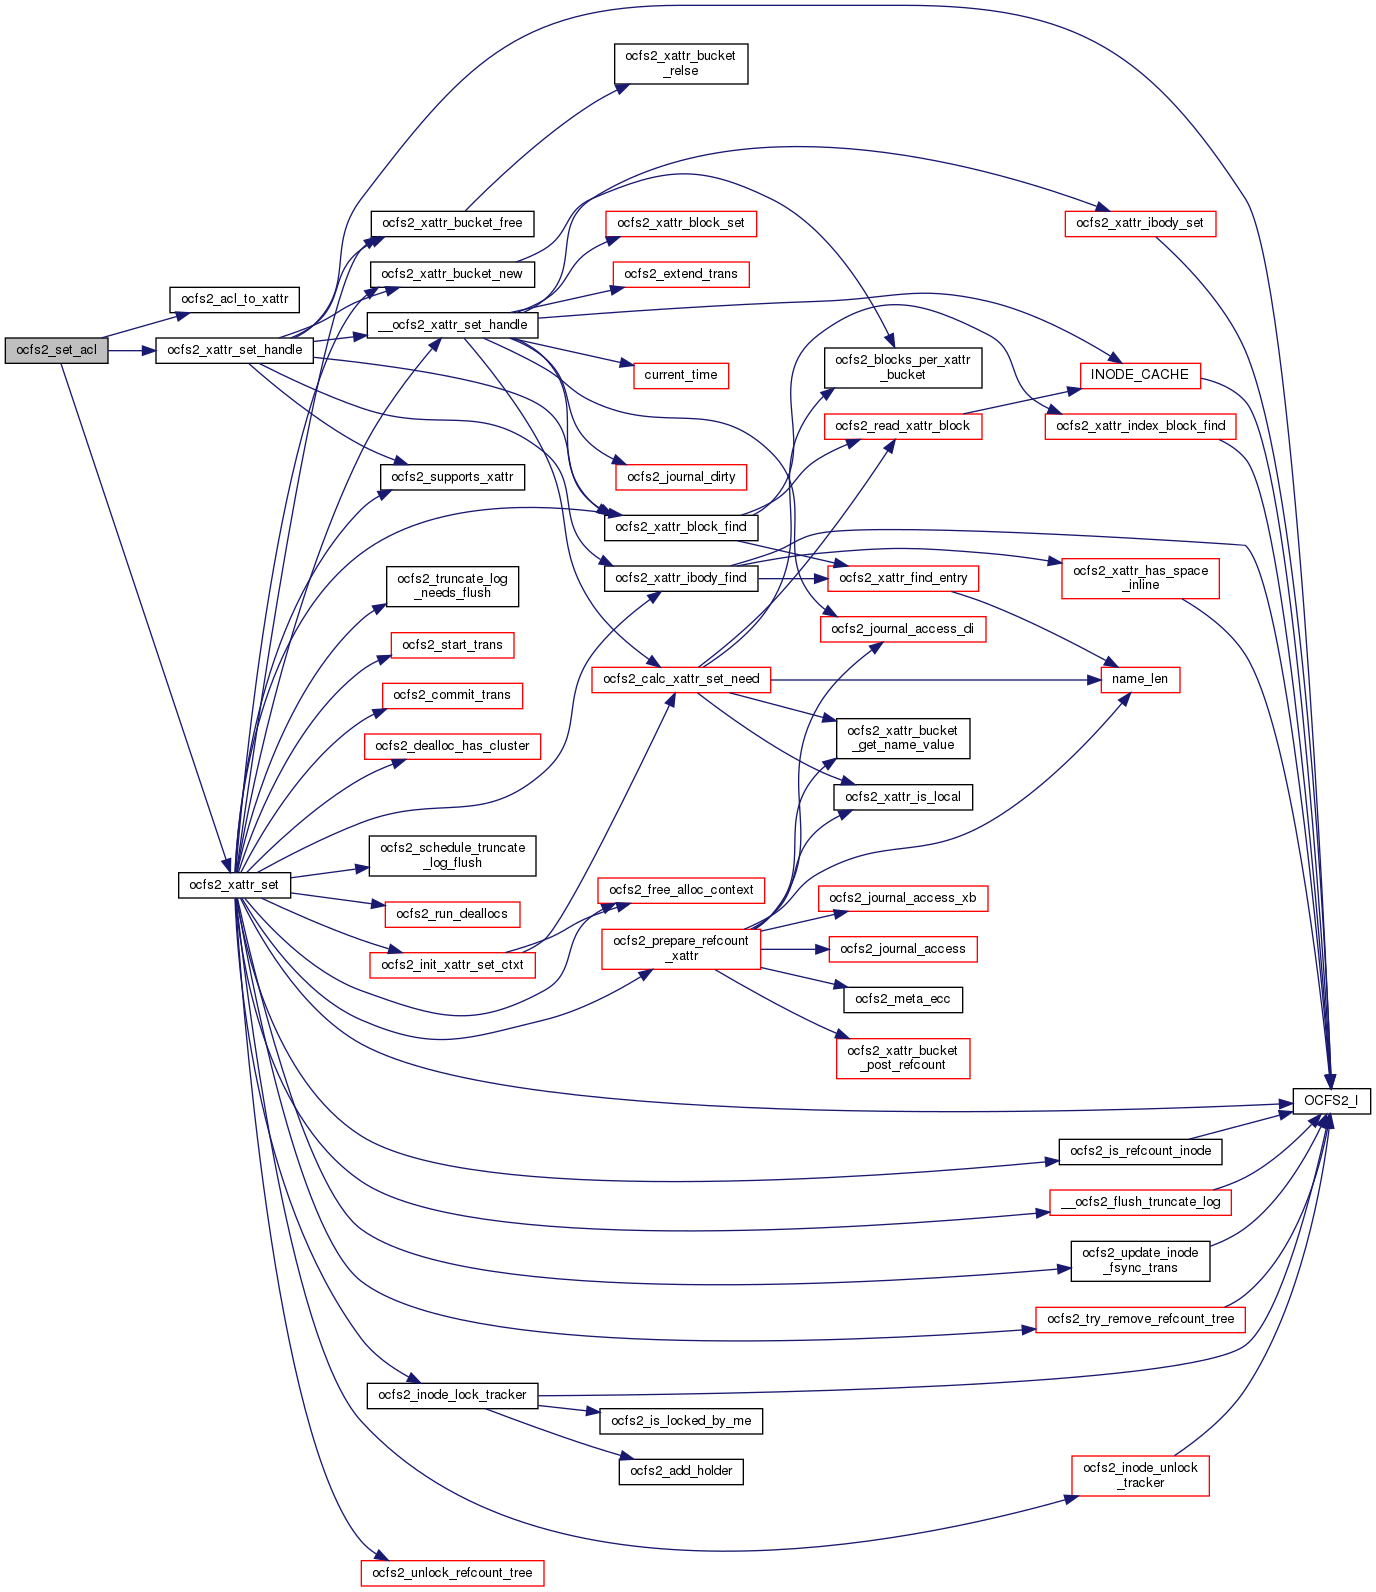 ocfs2_xattr_bucket
_relse
ocfs2_xattr_bucket_free
ocfs2_xattr_block_set
ocfs2_xattr_ibody_set
ocfs2_xattr_bucket_new
ocfs2_extend_trans
ocfs2_acl_to_xattr
__ocfs2_xattr_set_handle
ocfs2_set_acl
ocfs2_xattr_set_handle
ocfs2_blocks_per_xattr
_bucket
current_time
INODE_CACHE
ocfs2_read_xattr_block
ocfs2_xattr_index_block_find
ocfs2_supports_xattr
ocfs2_journal_dirty
ocfs2_xattr_block_find
ocfs2_truncate_log
_needs_flush
ocfs2_xattr_ibody_find
ocfs2_xattr_find_entry
ocfs2_xattr_has_space
_inline
ocfs2_journal_access_di
ocfs2_start_trans
ocfs2_calc_xattr_set_need
name_len
ocfs2_commit_trans
ocfs2_xattr_bucket
_get_name_value
ocfs2_dealloc_has_cluster
ocfs2_xattr_is_local
ocfs2_schedule_truncate
_log_flush
ocfs2_xattr_set
ocfs2_free_alloc_context
ocfs2_journal_access_xb
ocfs2_run_deallocs
ocfs2_prepare_refcount
_xattr
ocfs2_journal_access
ocfs2_init_xattr_set_ctxt
ocfs2_meta_ecc
ocfs2_xattr_bucket
_post_refcount
OCFS2_I
ocfs2_is_refcount_inode
__ocfs2_flush_truncate_log
ocfs2_update_inode
_fsync_trans
ocfs2_try_remove_refcount_tree
ocfs2_inode_lock_tracker
ocfs2_is_locked_by_me
ocfs2_add_holder
ocfs2_inode_unlock
_tracker
ocfs2_unlock_refcount_tree